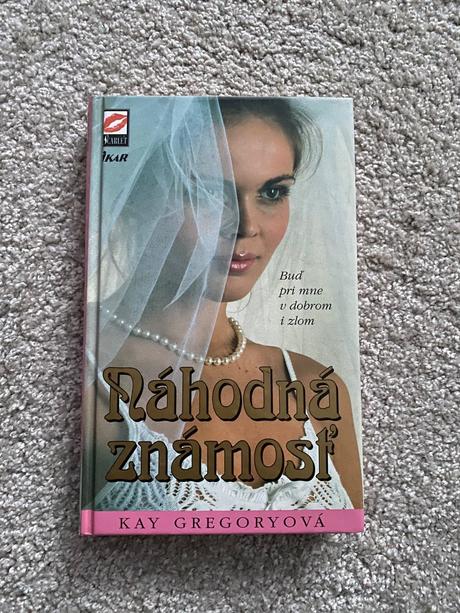 SCARLET
IKAR
Buď
pri mne
v dobrom
i zlom
Náhodná
známosť
KAY GREGORYOVÁ